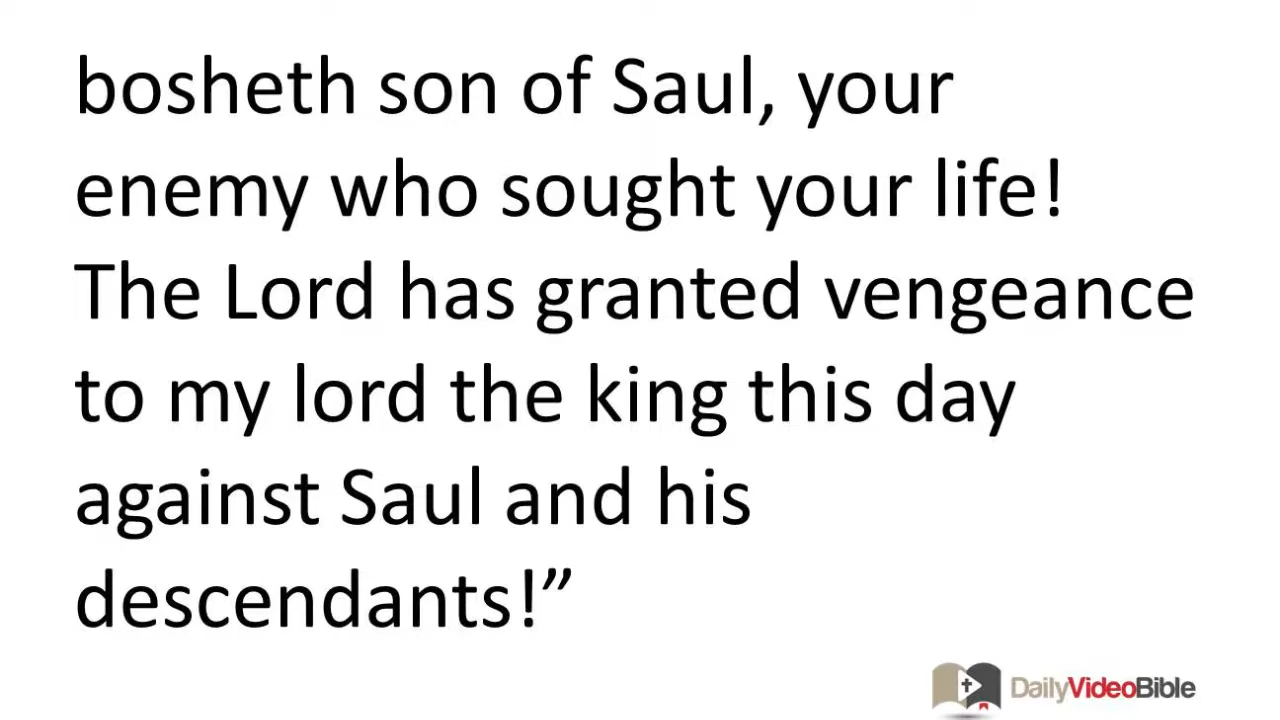 bosheth son of Saul, your
enemy who sought your life!
The Lord has granted vengeance
to my lord the king this day
against Saul and his
descendants!”
DailyVideoBible